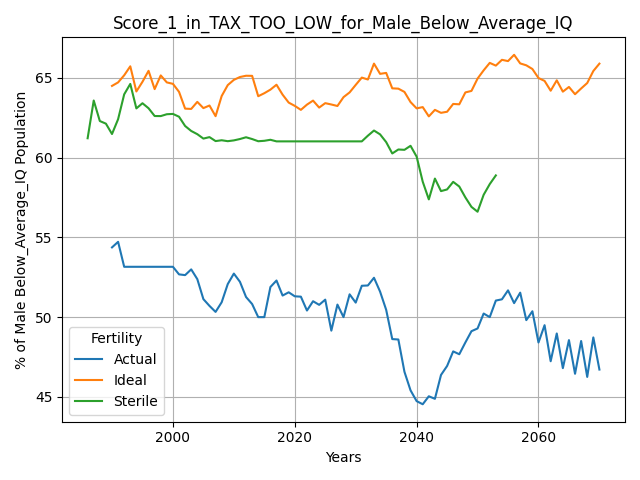 Score_1_in_TAX_TOO_LOW_for_Male_Below_Average_IQ
% of Male Below_Average_IQ Population
65
60
55
50
45
Fertility
Actual
Ideal
Sterile
2000
2020
2040
2060
Years